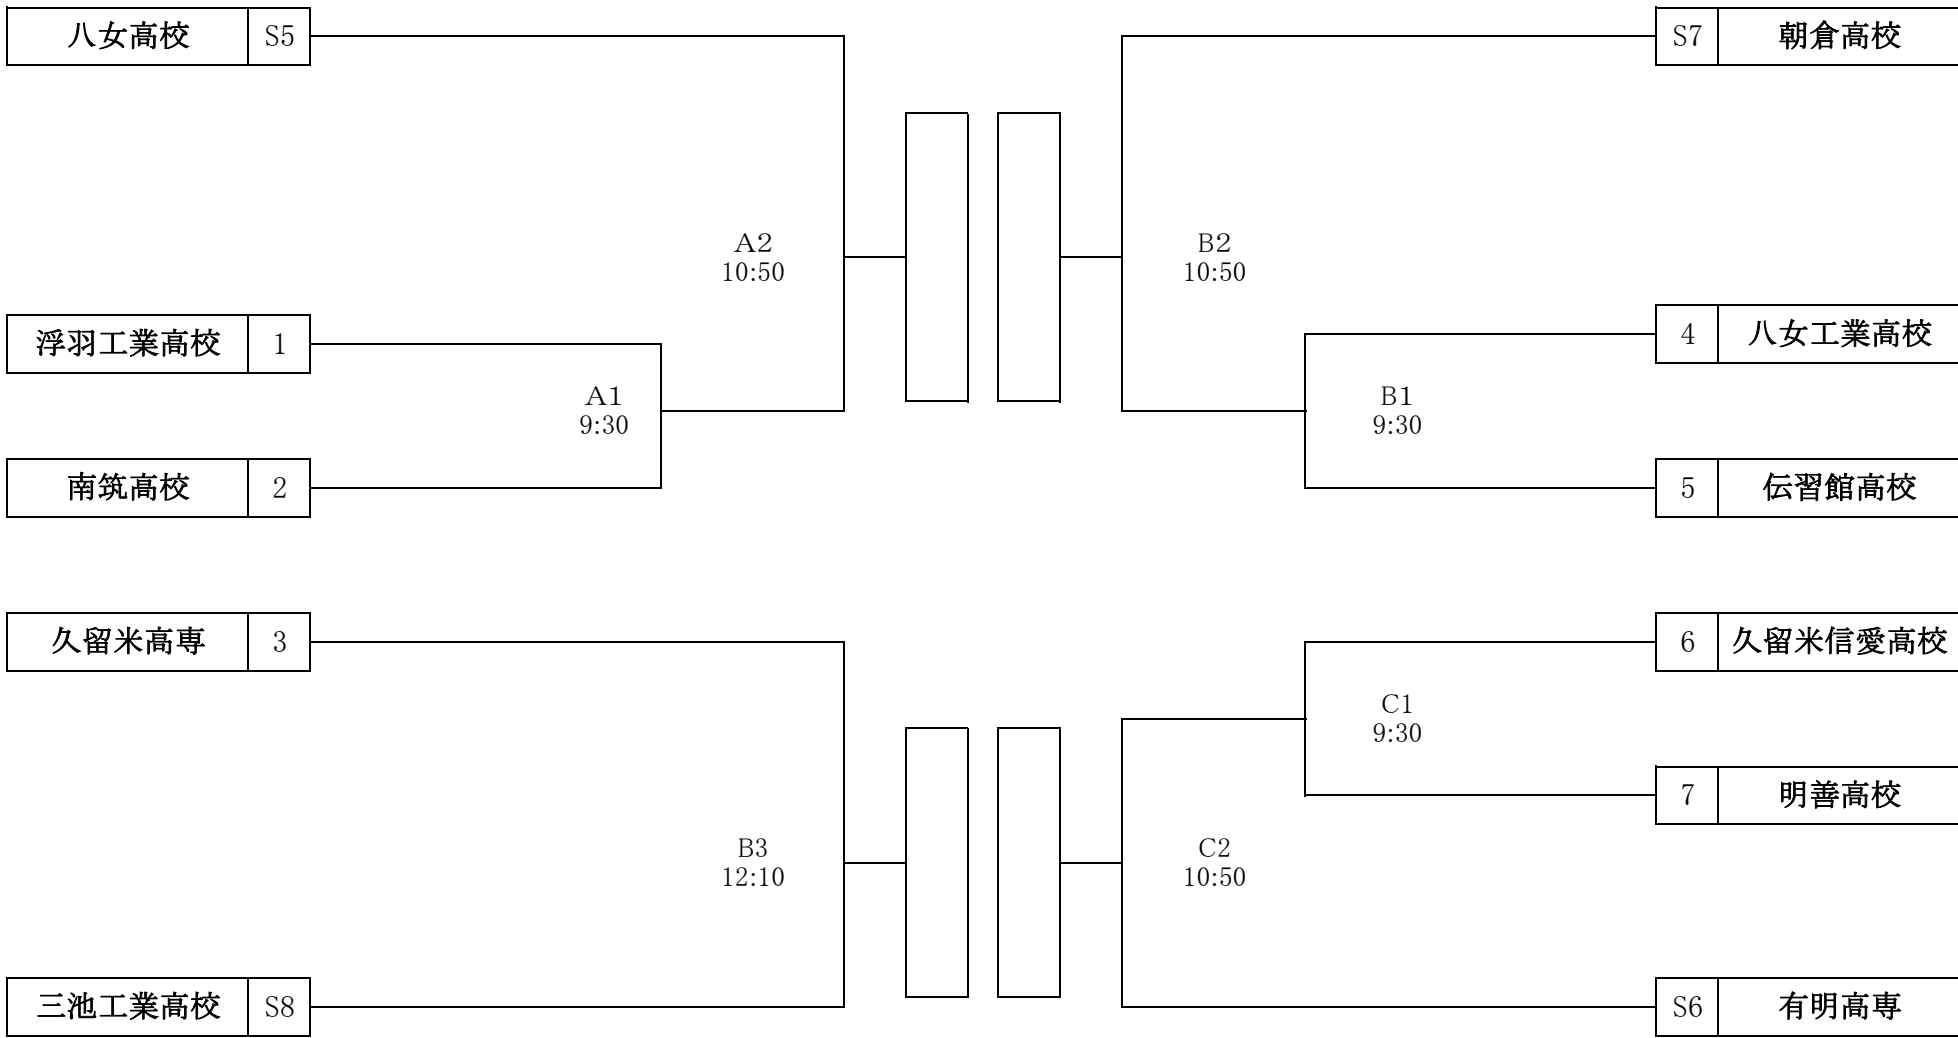 八女高校 S5
S7 朝倉高校
A2
10:50
B2
10:50
浮羽工業高校 1
4 八女工業高校
A1
9:30
B1
9:30
南筑高校 2
5 伝習館高校
久留米高専 3
6 久留米信愛高校
C1
9:30
7 明善高校
B3
12:10
C2
10:50
三池工業高校 S8
S6 有明高専